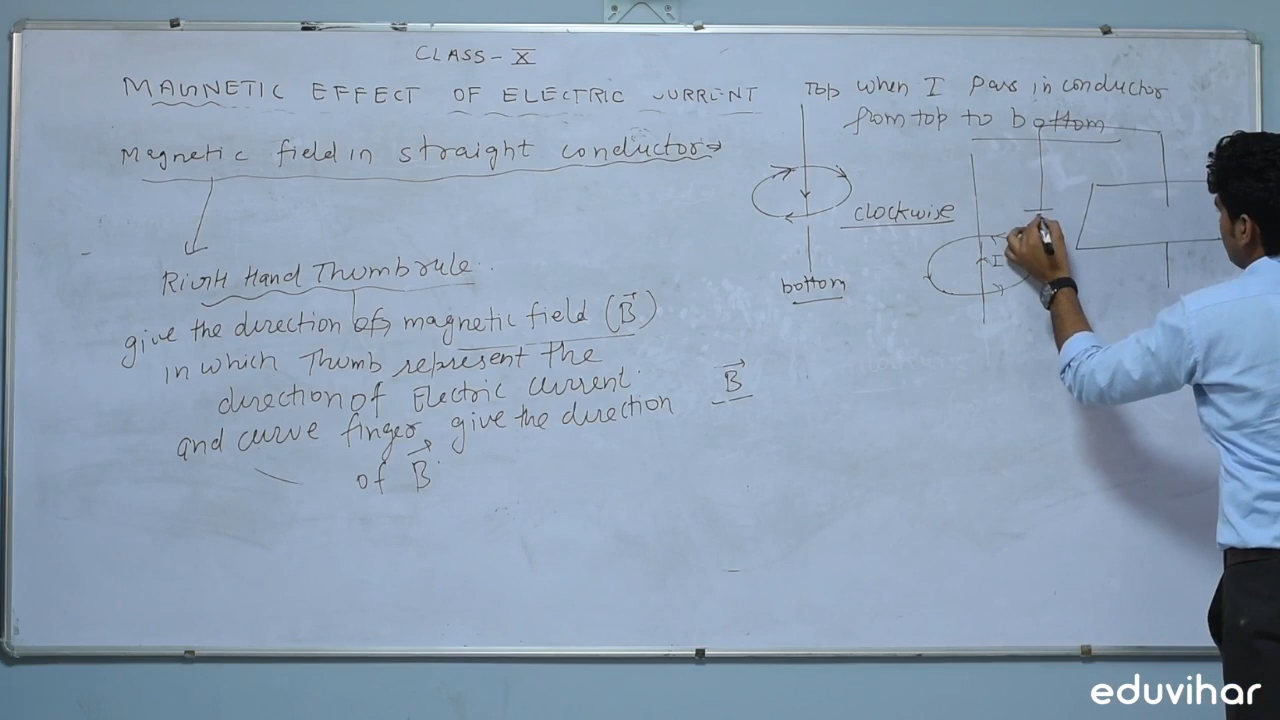 CLASS - X
MAGNETIC EFFECT OF ELECTRIC CURRENT
Magnetic field in straight conductor
Right Hand Thumb rule
give the direction of magnetic field (B)
in which Thumb represent the
direction of Electric current.
and curve finger give the direction
of B.
B
Top when I pass in conductor
from top to bottom
clockwise
bottom
I
eduvihar